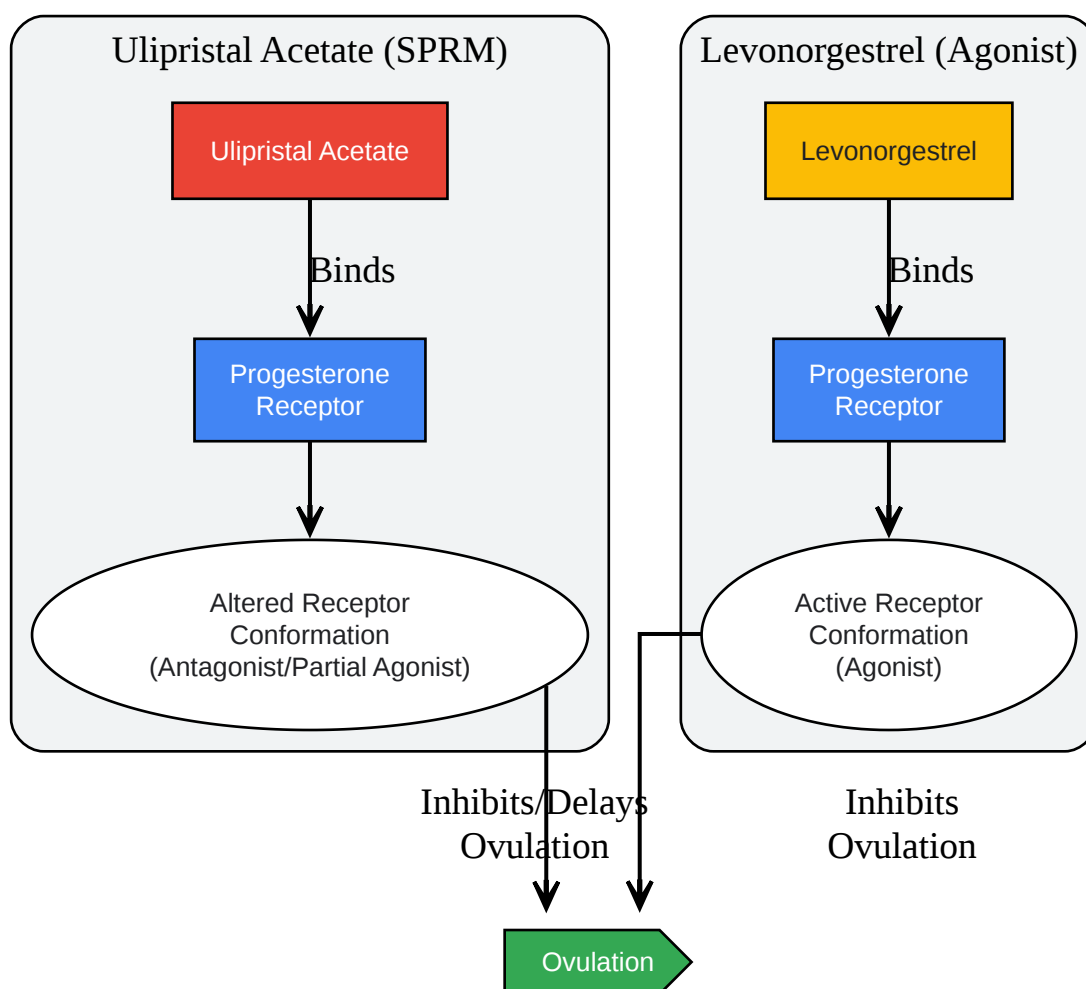 Ulipristal Acetate (SPRM)
Ulipristal Acetate
Binds
Progesterone
Receptor
Altered Receptor
Conformation
(Antagonist/Partial Agonist)
Levonorgestrel (Agonist)
Levonorgestrel
Binds
Progesterone
Receptor
Active Receptor
Conformation
(Agonist)
Inhibits/Delays
Ovulation
Inhibits
Ovulation
Ovulation